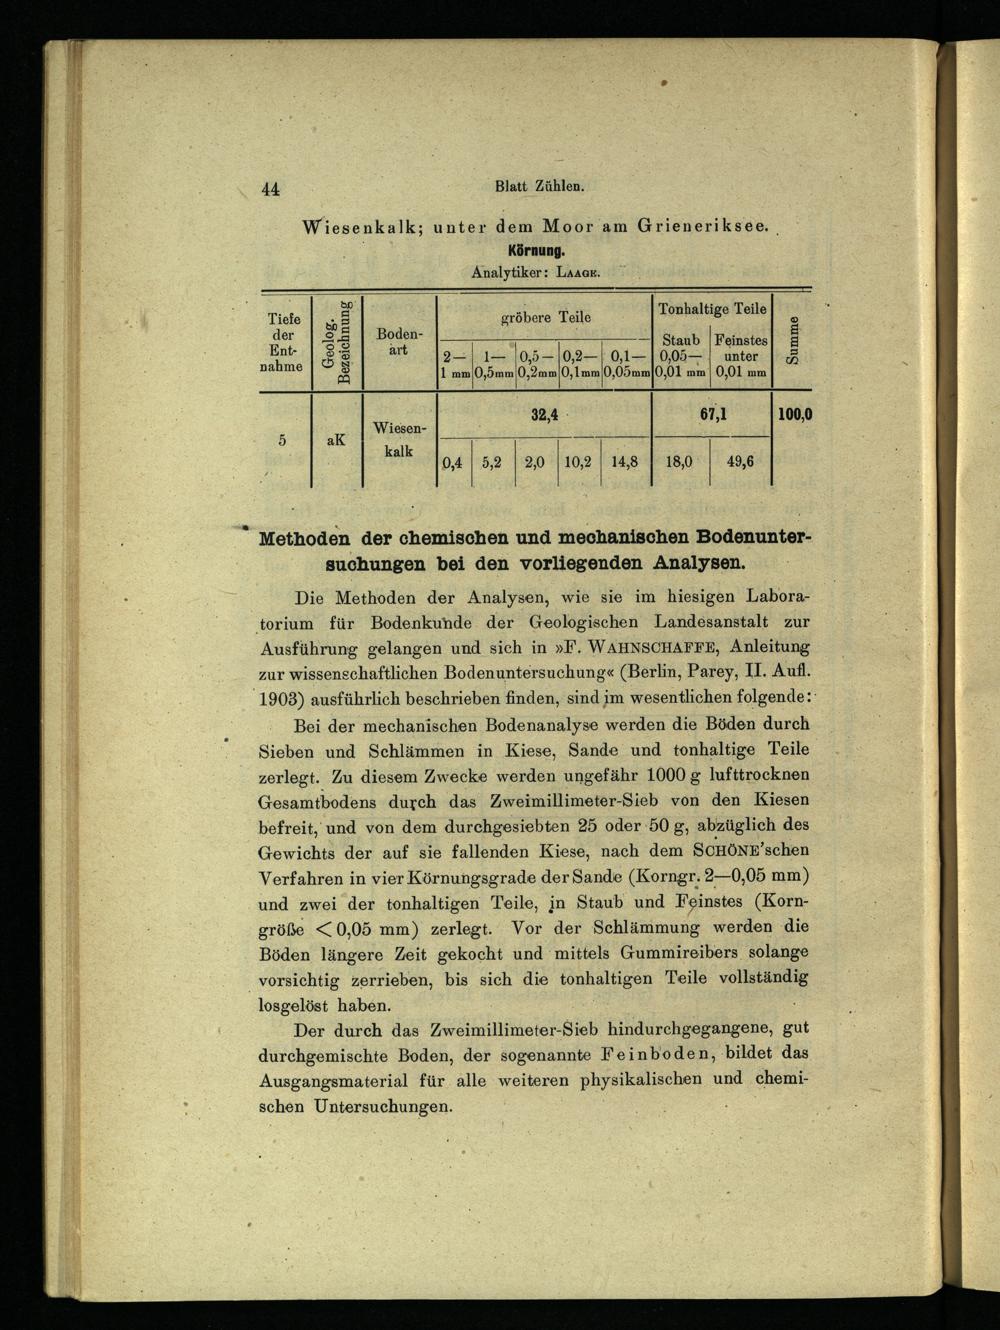 44
Blatt Zühlen.
Wiesenkalk; unter dem Moor am Grieneriksee.
Körnung.
Analytiker: LAAGE.
Tiefe der Ent-nahme
Geolog. Bezeichnung
Boden-art
gröbere Teile
Tonhaltige Teile
Summe
2— 1 mm
1— 0,5mm
0,5— 0,2mm
0,2— 0,1mm
0,1— 0,05mm
Staub 0,05— 0,01 mm
Feinstes unter 0,01 mm
5
aK
Wiesen-kalk
32,4
67,1
100,0
0,4
5,2
2,0
10,2
14,8
18,0
49,6
Methoden der chemischen und mechanischen Bodenunter-
suchungen bei den vorliegenden Analysen.
Die Methoden der Analysen, wie sie im hiesigen Labora-
torium für Bodenkunde der Geologischen Landesanstalt zur
Ausführung gelangen und sich in »F. WAHNSCHAFFE, Anleitung
zur wissenschaftlichen Bodenuntersuchung« (Berlin, Parey, II. Aufl.
1903) ausführlich beschrieben finden, sind im wesentlichen folgende:
Bei der mechanischen Bodenanalyse werden die Böden durch
Sieben und Schlämmen in Kiese, Sande und tonhaltige Teile
zerlegt. Zu diesem Zwecke werden ungefähr 1000 g lufttrocknen
Gesamtbodens durch das Zweimillimeter-Sieb von den Kiesen
befreit, und von dem durchgesiebten 25 oder 50 g, abzüglich des
Gewichts der auf sie fallenden Kiese, nach dem SCHÖNE'schen
Verfahren in vier Körnungsgrade der Sande (Korngr. 2—0,05 mm)
und zwei der tonhaltigen Teile, in Staub und Feinstes (Korn-
größe < 0,05 mm) zerlegt. Vor der Schlämmung werden die
Böden längere Zeit gekocht und mittels Gummireibers solange
vorsichtig zerrieben, bis sich die tonhaltigen Teile vollständig
losgelöst haben.
Der durch das Zweimillimeter-Sieb hindurchgegangene, gut
durchgemischte Boden, der sogenannte Feinboden, bildet das
Ausgangsmaterial für alle weiteren physikalischen und chemi-
schen Untersuchungen.